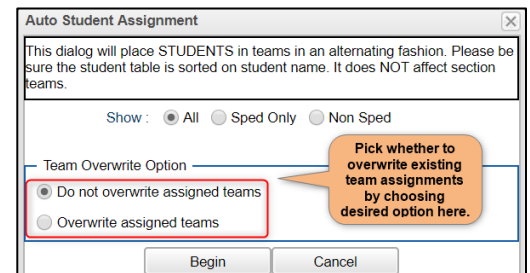 Auto Student Assignment
This dialog will place STUDENTS in teams in an alternating fashion. Please be
sure the student table is sorted on student name. It does NOT affect section
teams.
Show : All Sped Only Non Sped
Team Overwrite Option
Do not overwrite assigned teams
Overwrite assigned teams
Pick whether to
overwrite existing
team assignments
by choosing
desired option here.
Begin Cancel